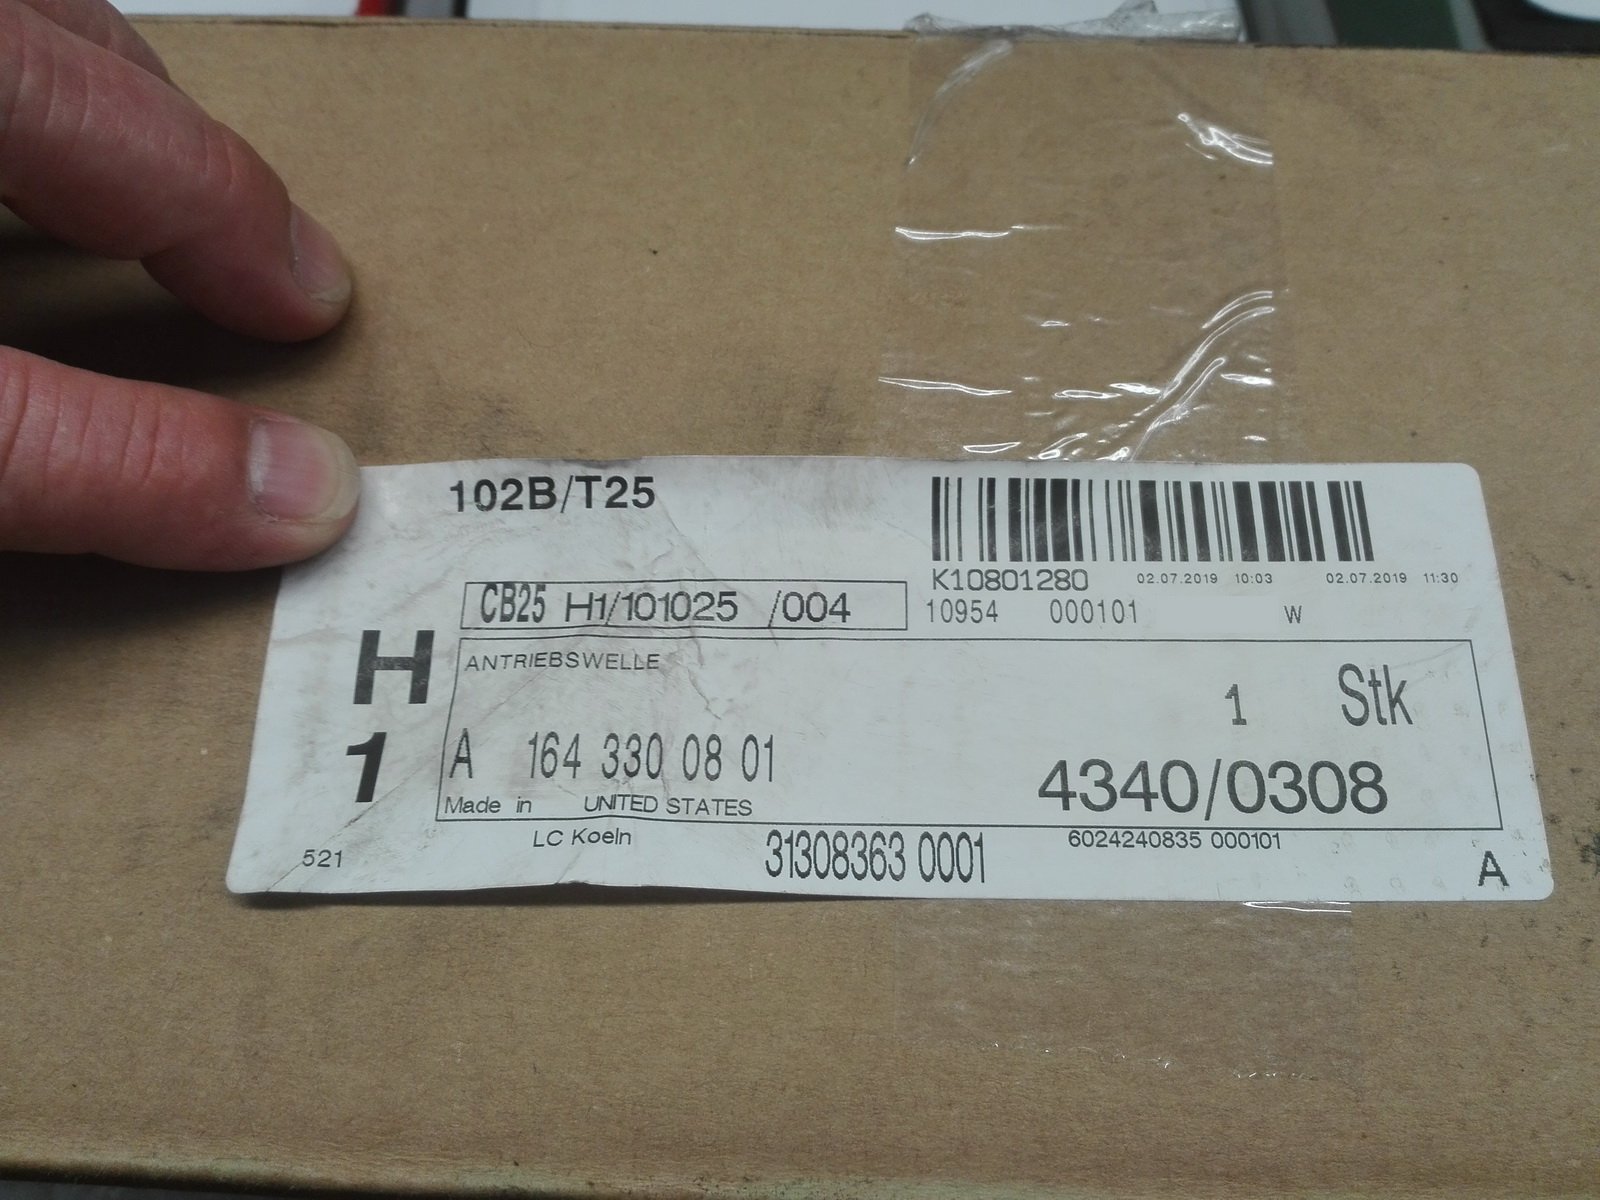 102B/T25
K10801280 02.07.2019 10:03 02.07.2019 11:30
CB25 H1/101025 /004
10954 000101 W
H
1
ANTRIEBSWELLE
1 Stk
A 164 330 08 01
4340/0308
Made in UNITED STATES
LC Koeln
31308363 0001
6024240835 000101
521
A